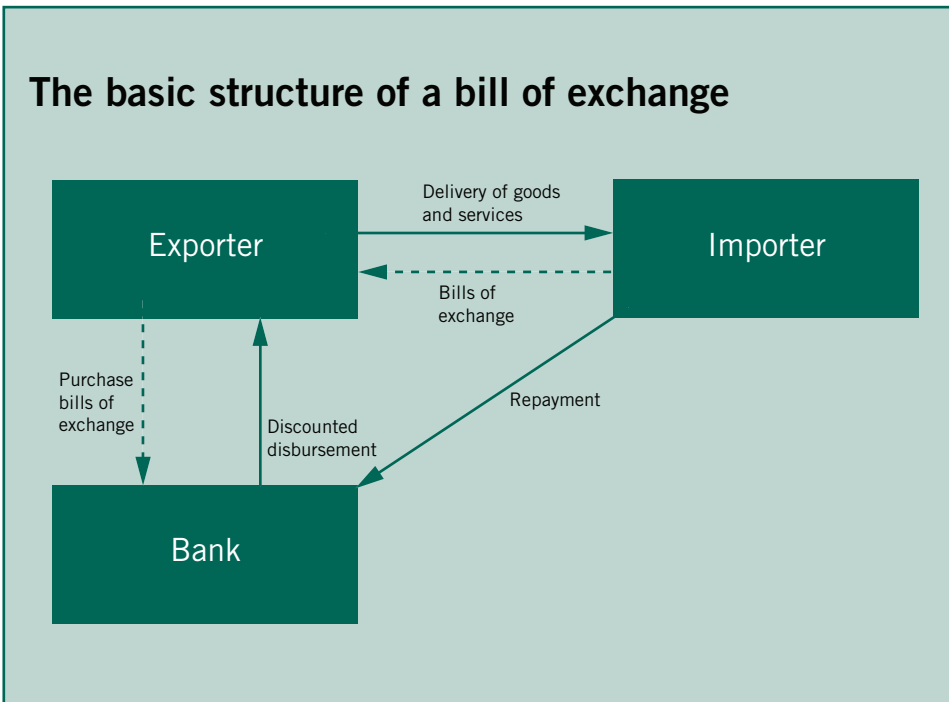 The basic structure of a bill of exchange
Delivery of goods
and services
Exporter
Importer
Bills of
exchange
Purchase
bills of
exchange
Repayment
Discounted
disbursement
Bank